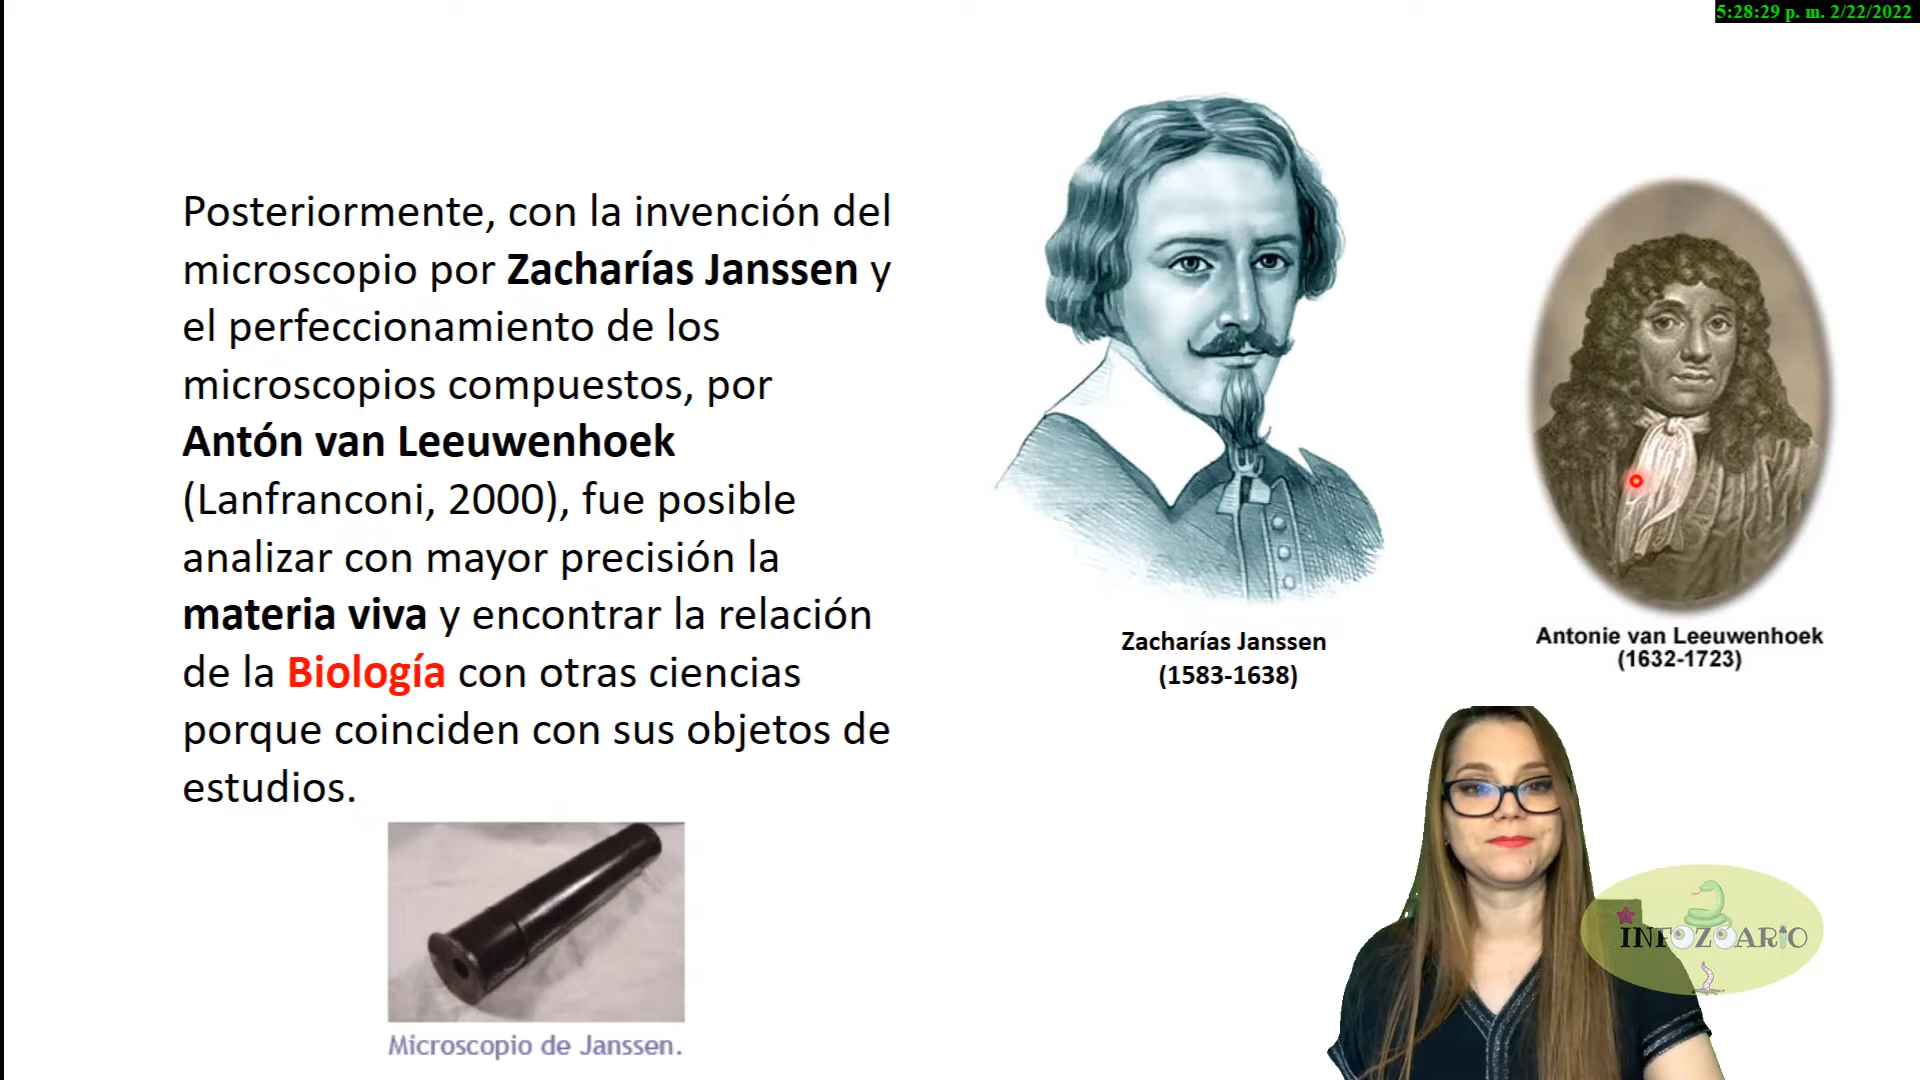 5:28:29 p. m. 2/22/2022
Posteriormente, con la invención del
microscopio por Zacharías Janssen y
el perfeccionamiento de los
microscopios compuestos, por
Antón van Leeuwenhoek
(Lanfranconi, 2000), fue posible
analizar con mayor precisión la
materia viva y encontrar la relación
de la Biología con otras ciencias
porque coinciden con sus objetos de
estudios.
Microscopio de Janssen.
Zacharías Janssen
(1583-1638)
Antonie van Leeuwenhoek
(1632-1723)
INFOZOARIO